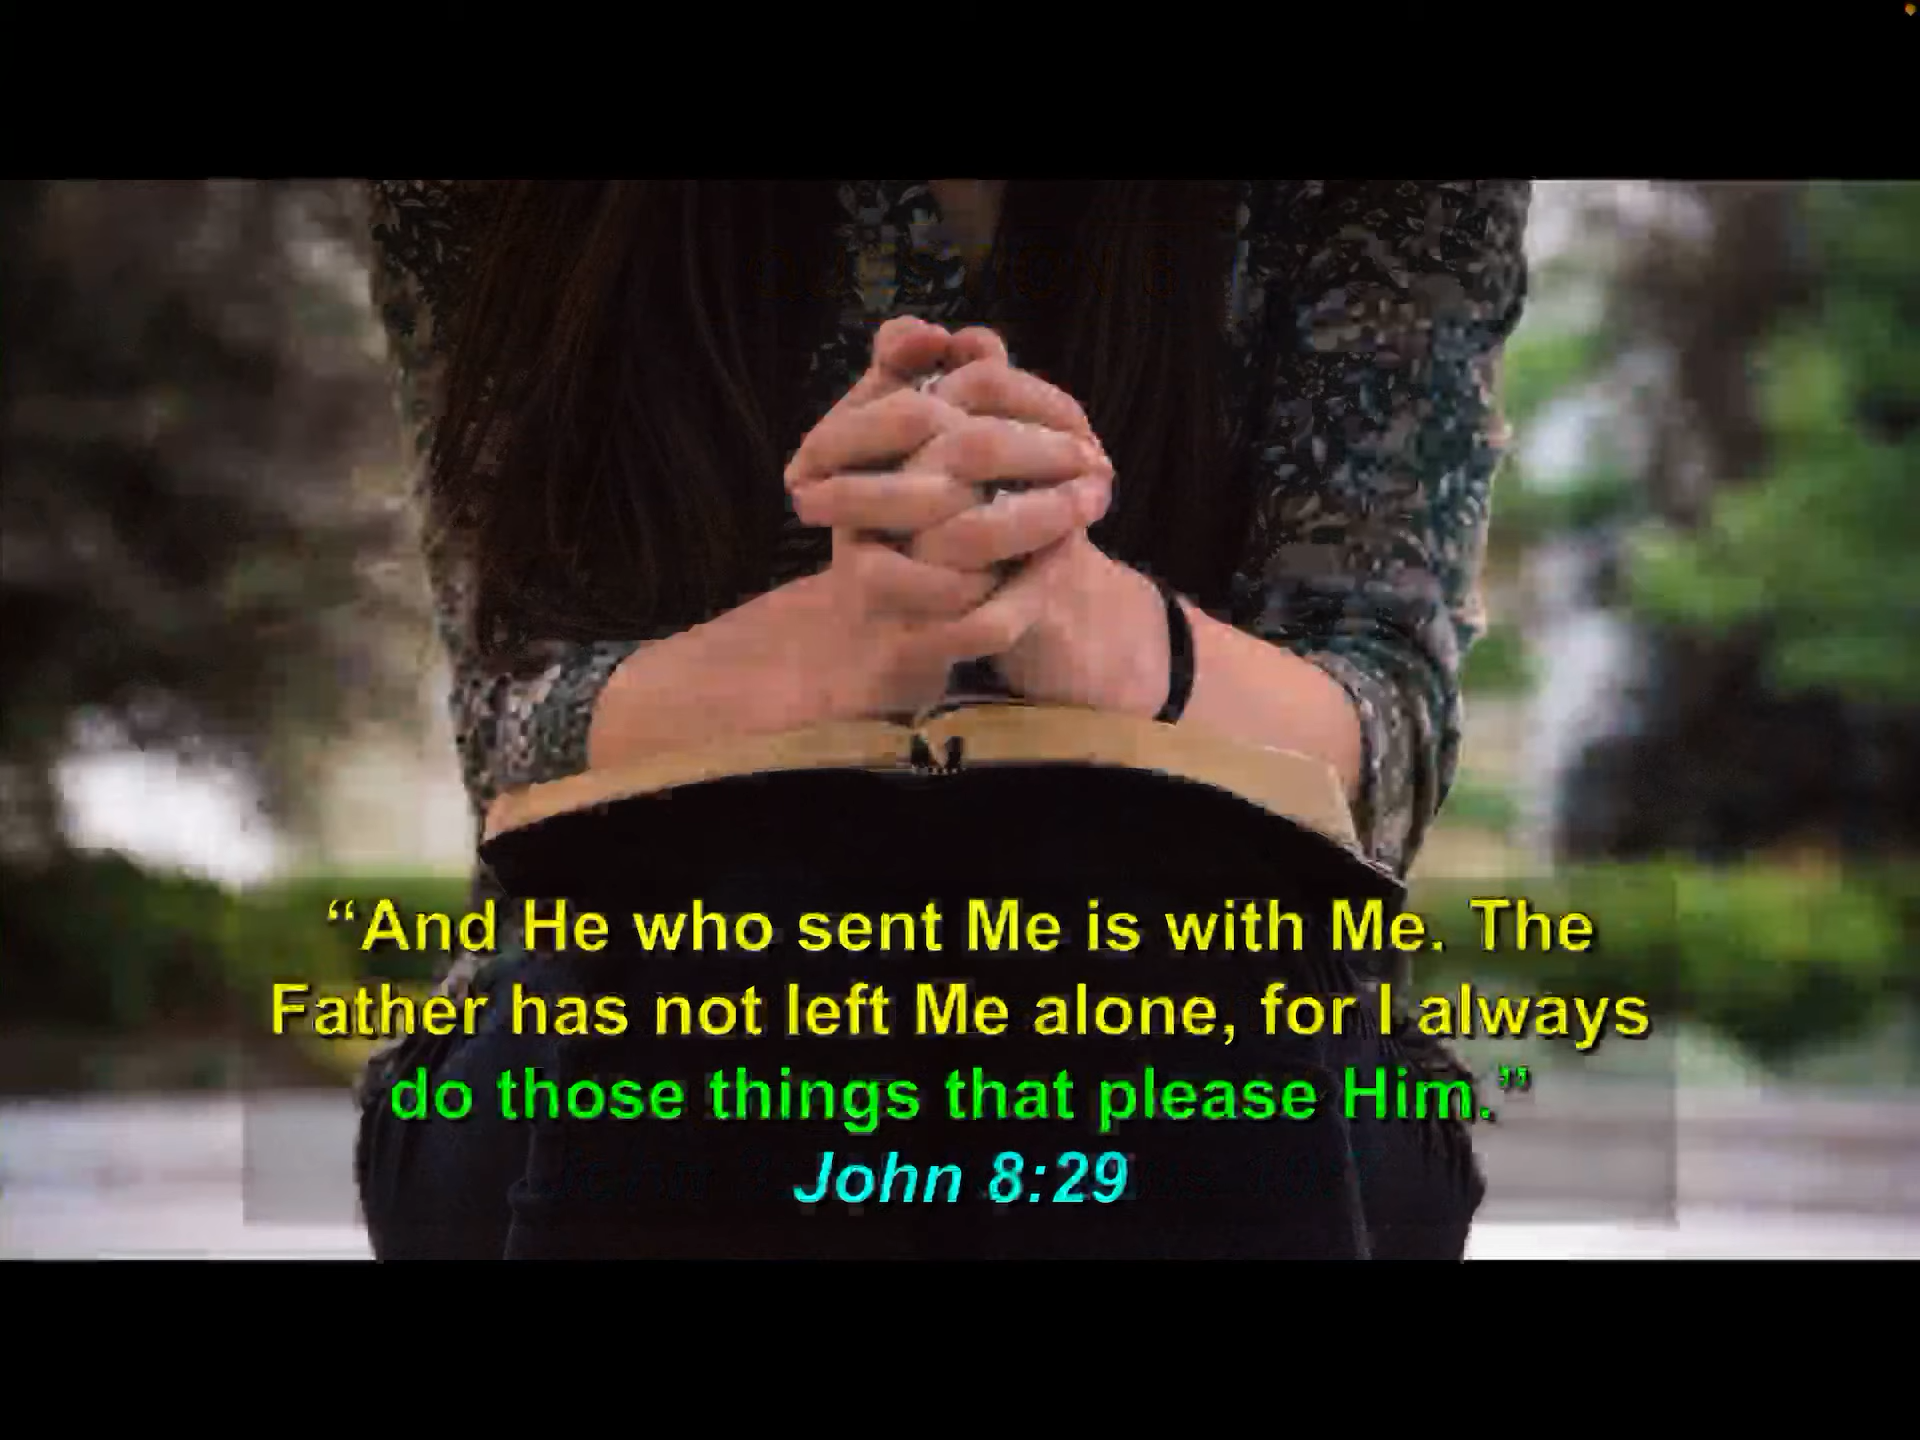 “And He who sent Me is with Me. The
Father has not left Me alone, for I always
do those things that please Him.”
John 8:29